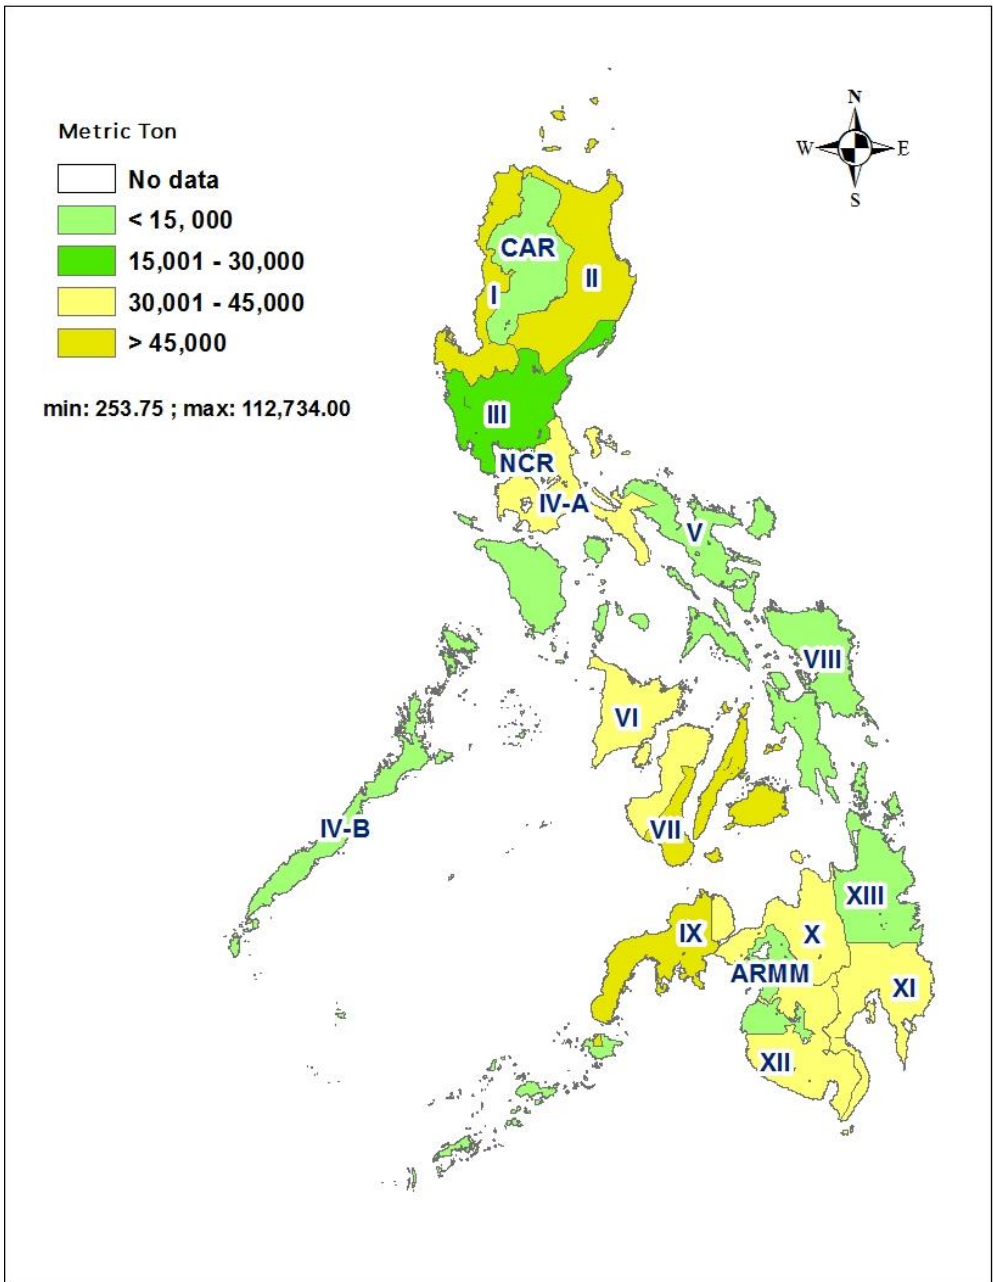 N
W E
S
Metric Ton
No data
< 15, 000
15,001 - 30,000
30,001 - 45,000
> 45,000
min: 253.75 ; max: 112,734.00
CAR
II
I
III
NCR
IV-A
V
VIII
VI
IV-B
VII
XIII
IX
X
ARMM
XI
XII